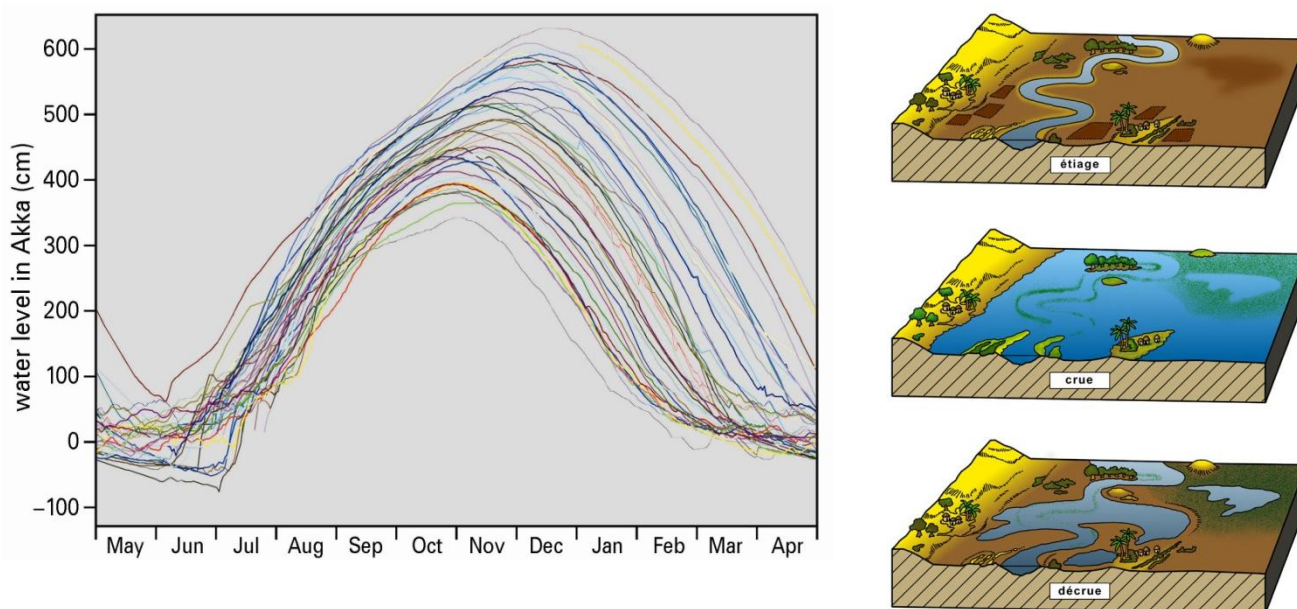 water level in Akka (cm)
600
500
400
300
200
100
0
−100
May Jun Jul Aug Sep Oct Nov Dec Jan Feb Mar Apr
étiage
crue
décrue